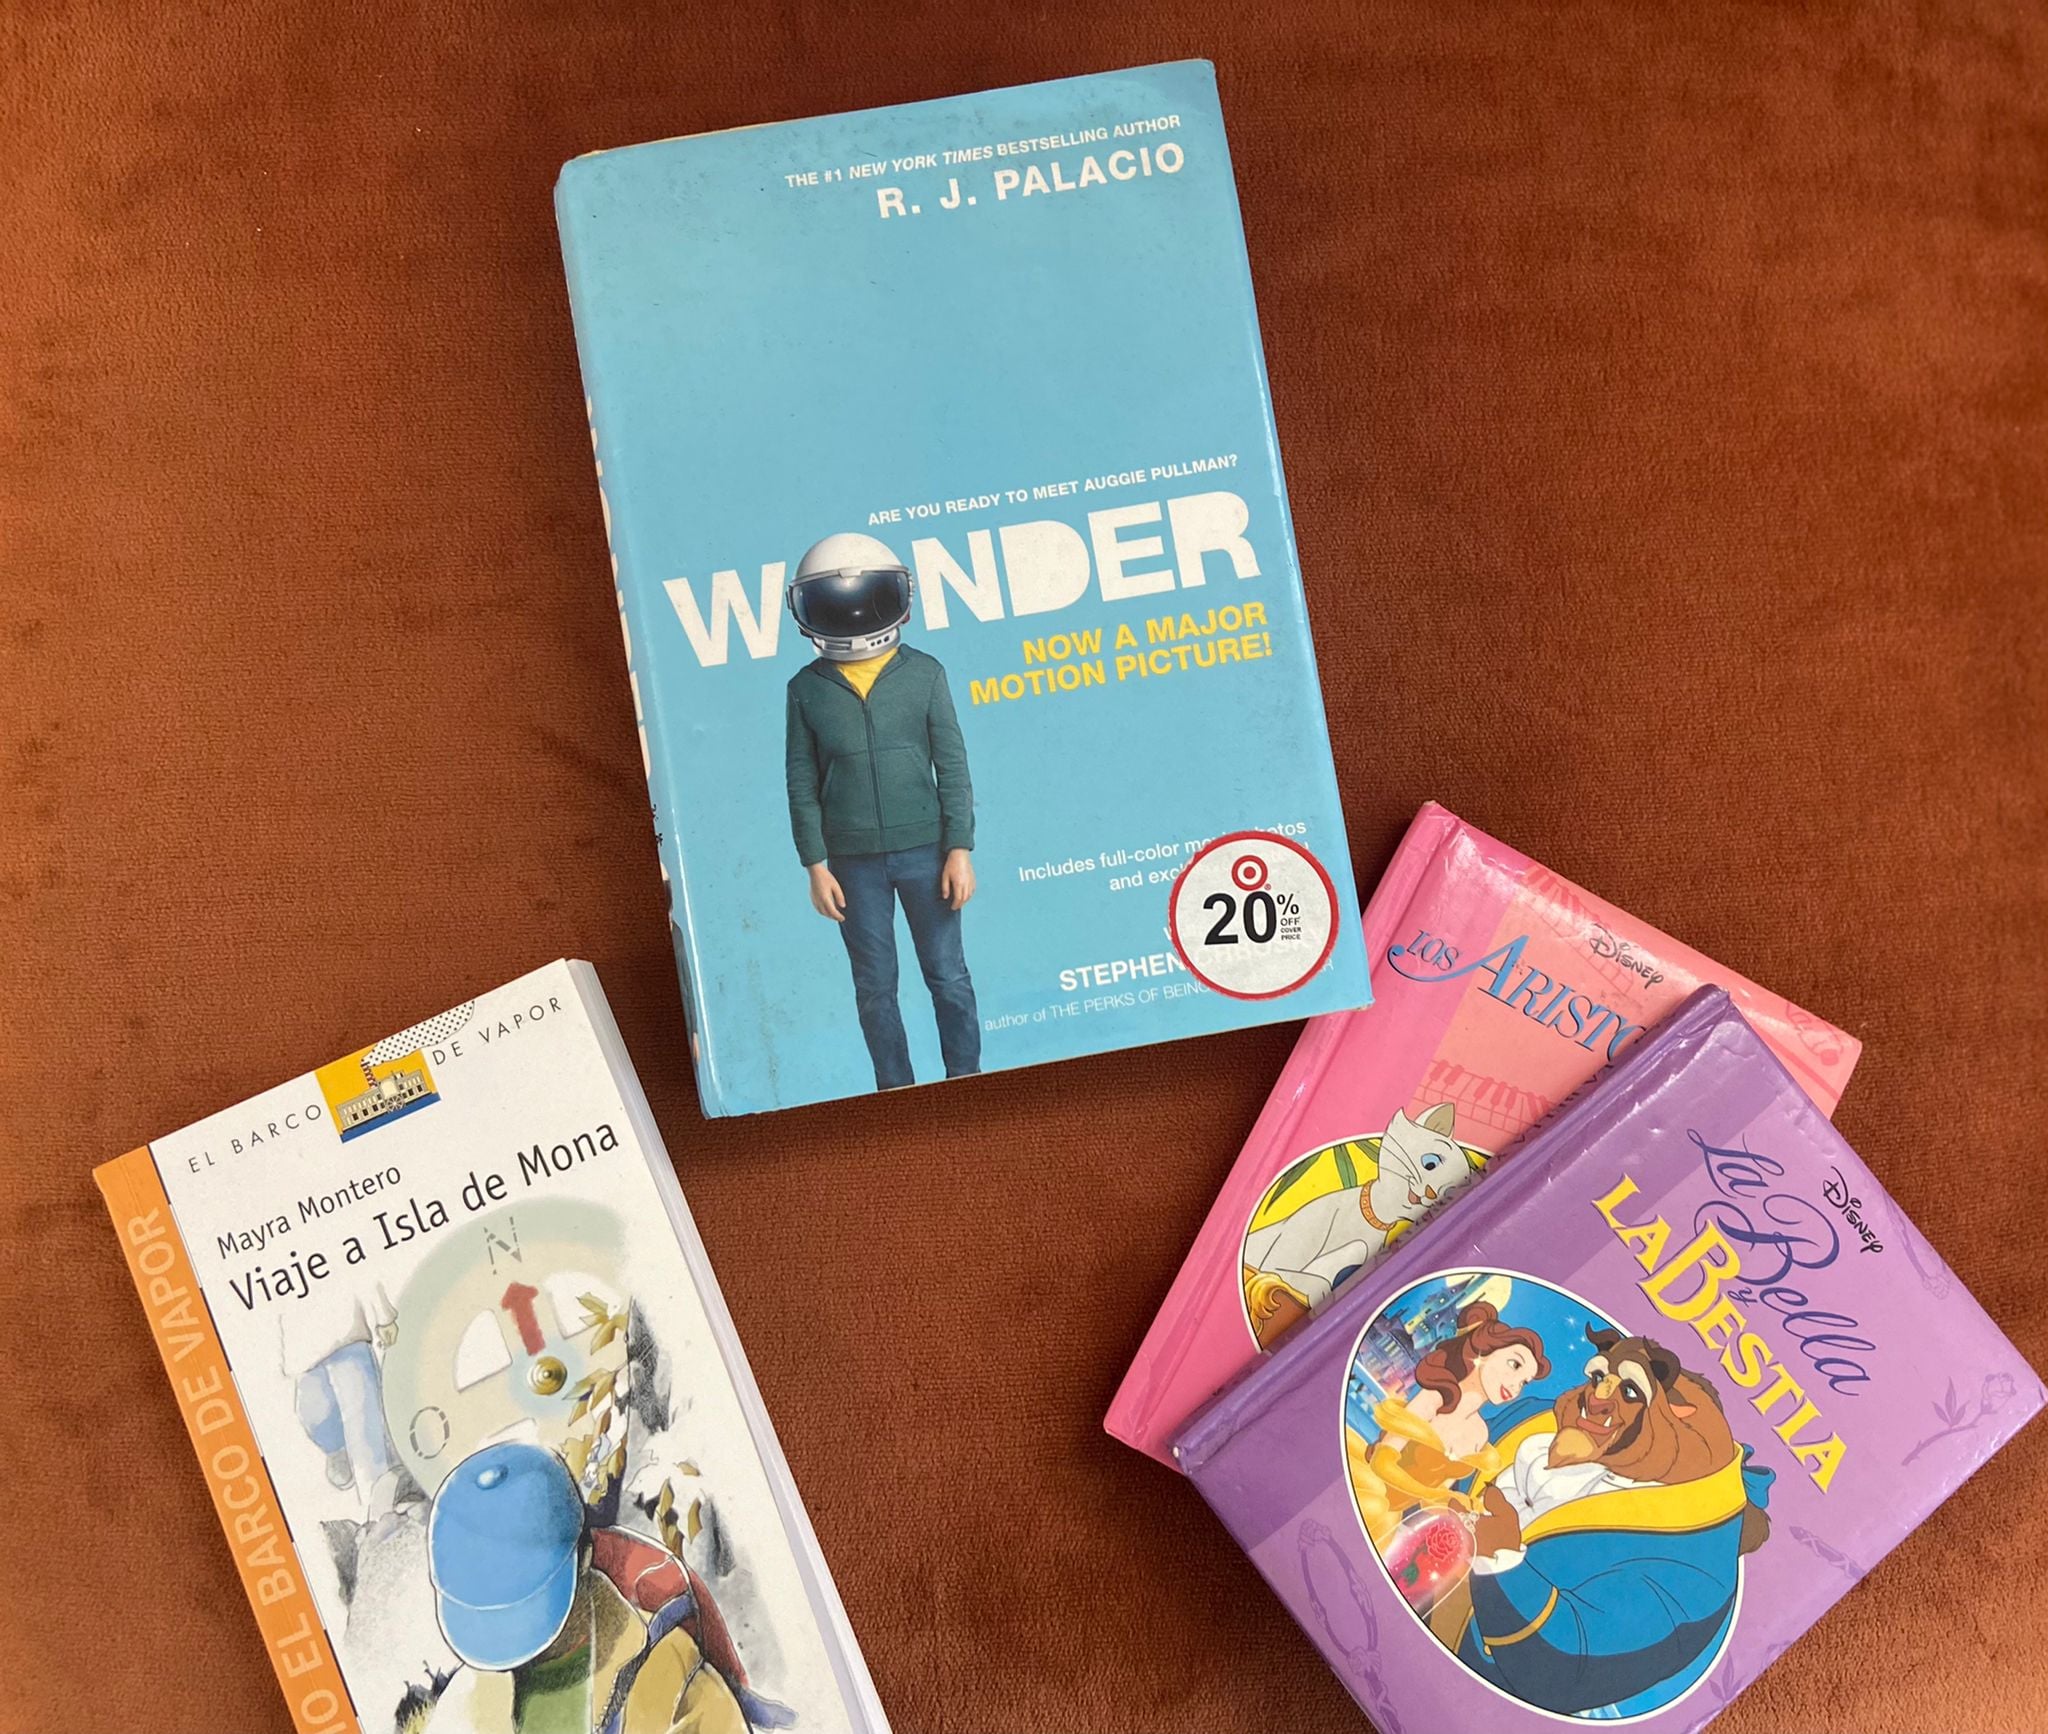 THE #1 NEW YORK TIMES BESTSELLING AUTHOR
R. J. PALACIO
ARE YOU READY TO MEET AUGGIE PULLMAN?
WONDER
NOW A MAJOR
MOTION PICTURE!
Includes full-color
and
20% OFF COVER PRICE
STEPHEN
author of THE PERKS OF BEING
EL BARCO DE VAPOR
Mayra Montero
Viaje a Isla de Mona
N
O
EL BARCO DE VAPOR
DISNEY
LOS
DISNEY
La Bella
y
LA BESTIA